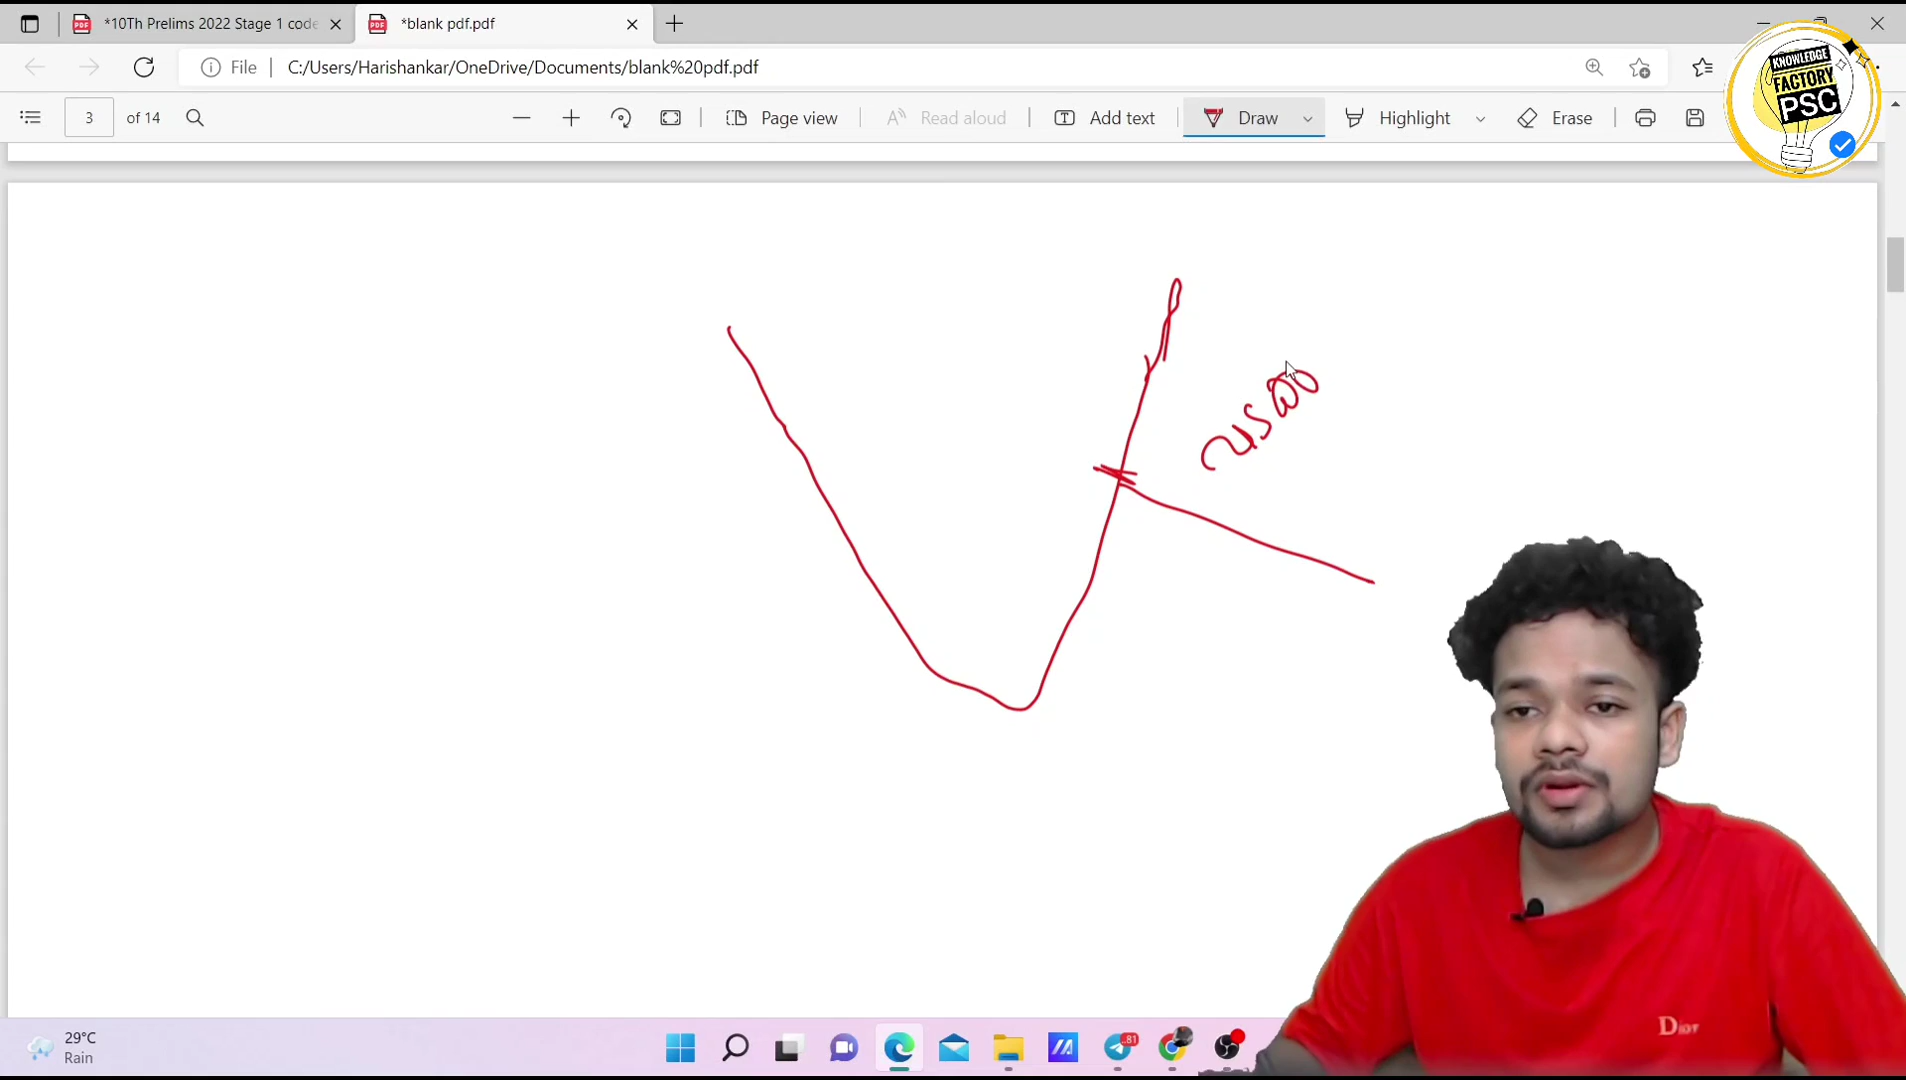 *10Th Prelims 2022 Stage 1 code
*blank pdf.pdf
File
C:/Users/Harishankar/OneDrive/Documents/blank%20pdf.pdf
3 of 14
Page view
Read aloud
Add text
Draw
Highlight
Erase
KNOWLEDGE
FACTORY
PSC
Dior
29°C
Rain